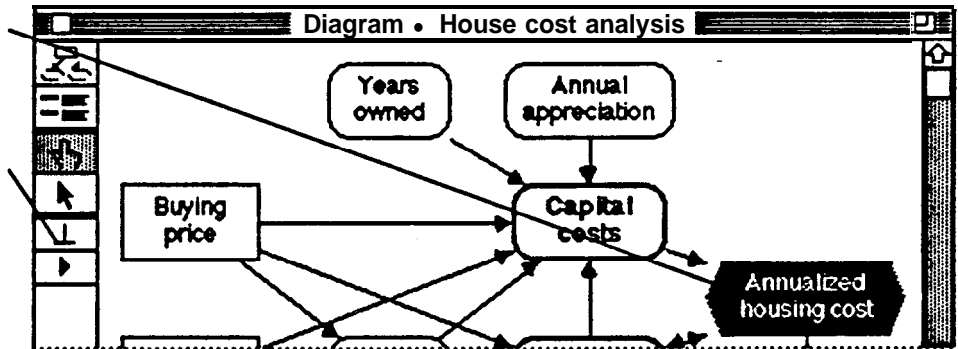 Diagram • House cost analysis
Years
owned
Annual
appreciation
Buying
price
Capital
costs
Annualized
housing cost